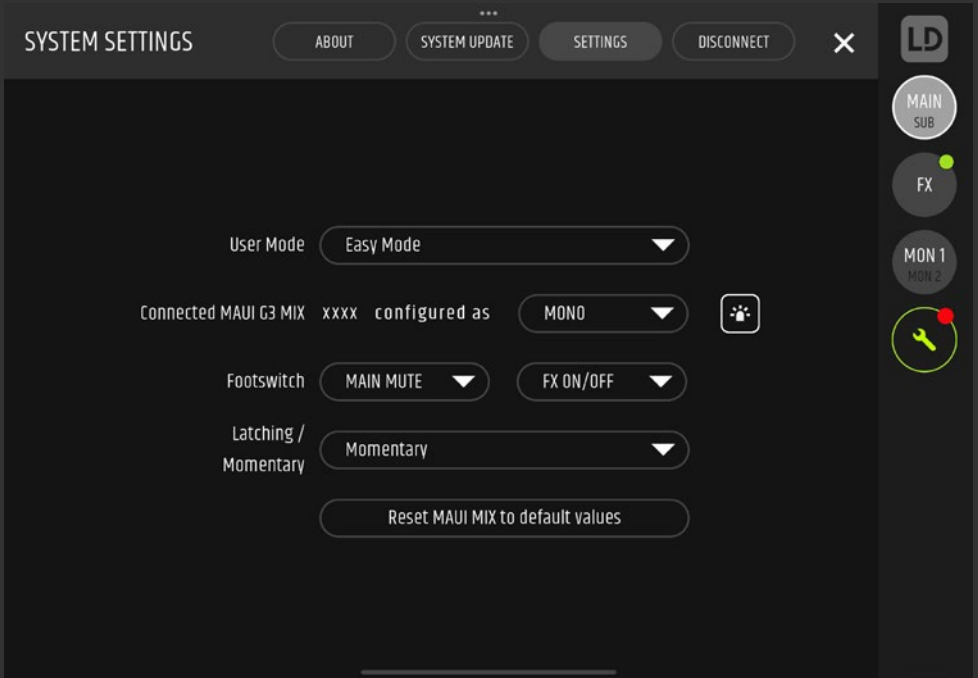 SYSTEM SETTINGS
ABOUT
SYSTEM UPDATE
SETTINGS
DISCONNECT
LD
MAIN
SUB
FX
MON 1
MON 2
User Mode
Easy Mode
Connected MAUI G3 MIX xxxx configured as
MONO
Footswitch
MAIN MUTE
FX ON/OFF
Latching /
Momentary
Momentary
Reset MAUI MIX to default values